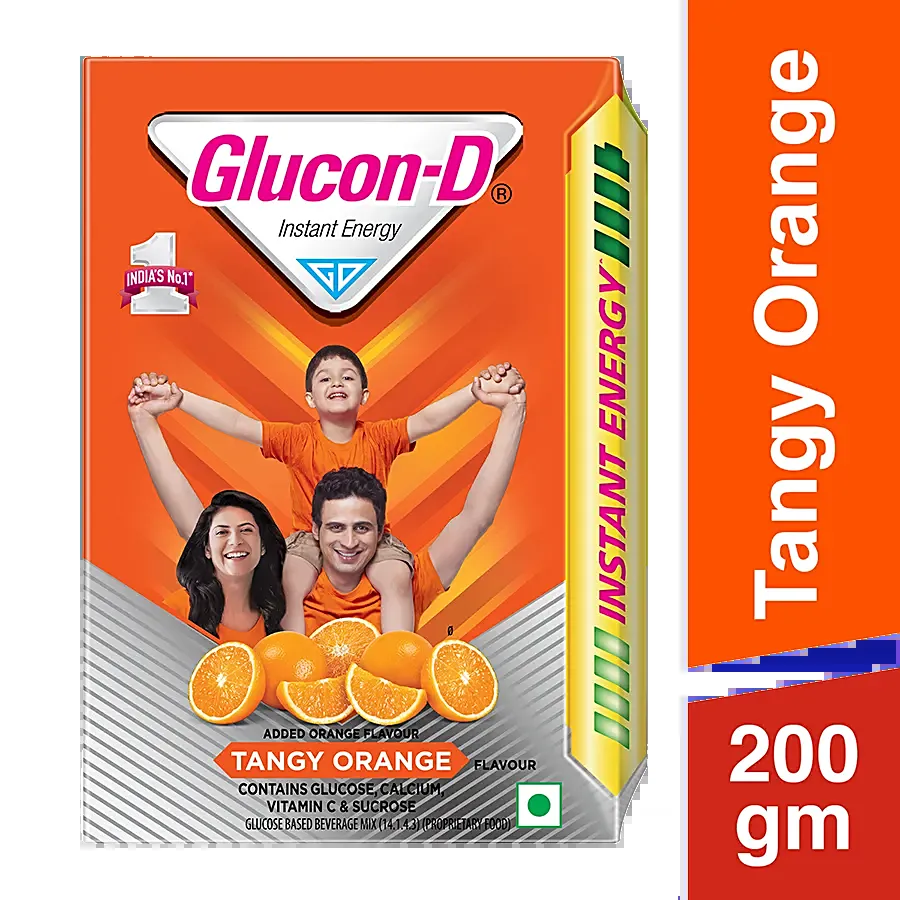 Glucon-D®
Instant Energy
GD
1
INDIA'S No.1*
INSTANT ENERGY^
Ø
ADDED ORANGE FLAVOUR
TANGY ORANGE FLAVOUR
CONTAINS GLUCOSE, CALCIUM,
VITAMIN C & SUCROSE
GLUCOSE BASED BEVERAGE MIX (14.1.4.3) (PROPRIETARY FOOD)
Tangy Orange
200
gm